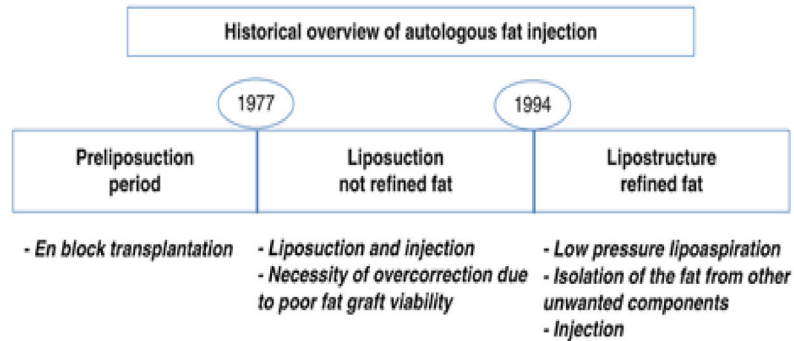 Historical overview of autologous fat injection
1977
1994
Preliposuction
period
Liposuction
not refined fat
Lipostructure
refined fat
- En block transplantation
- Liposuction and injection
- Necessity of overcorrection due
to poor fat graft viability
- Low pressure lipoaspiration
- Isolation of the fat from other
unwanted components
- Injection